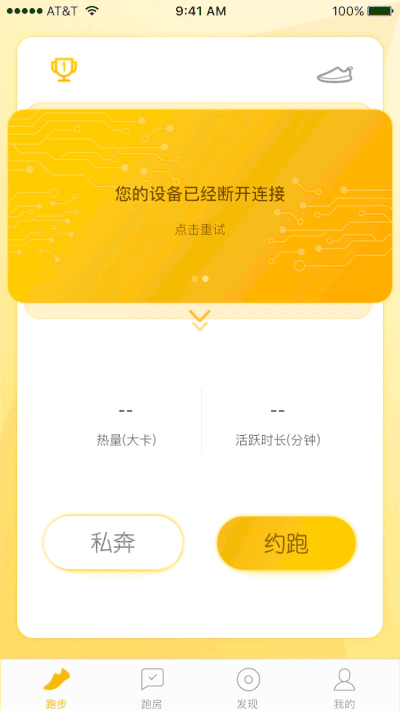 AT&T 9:41 AM 100%
1
您的设备已经断开连接
点击重试
-- --
热量(大卡) 活跃时长(分钟)
私奔 约跑
跑步 跑房 发现 我的